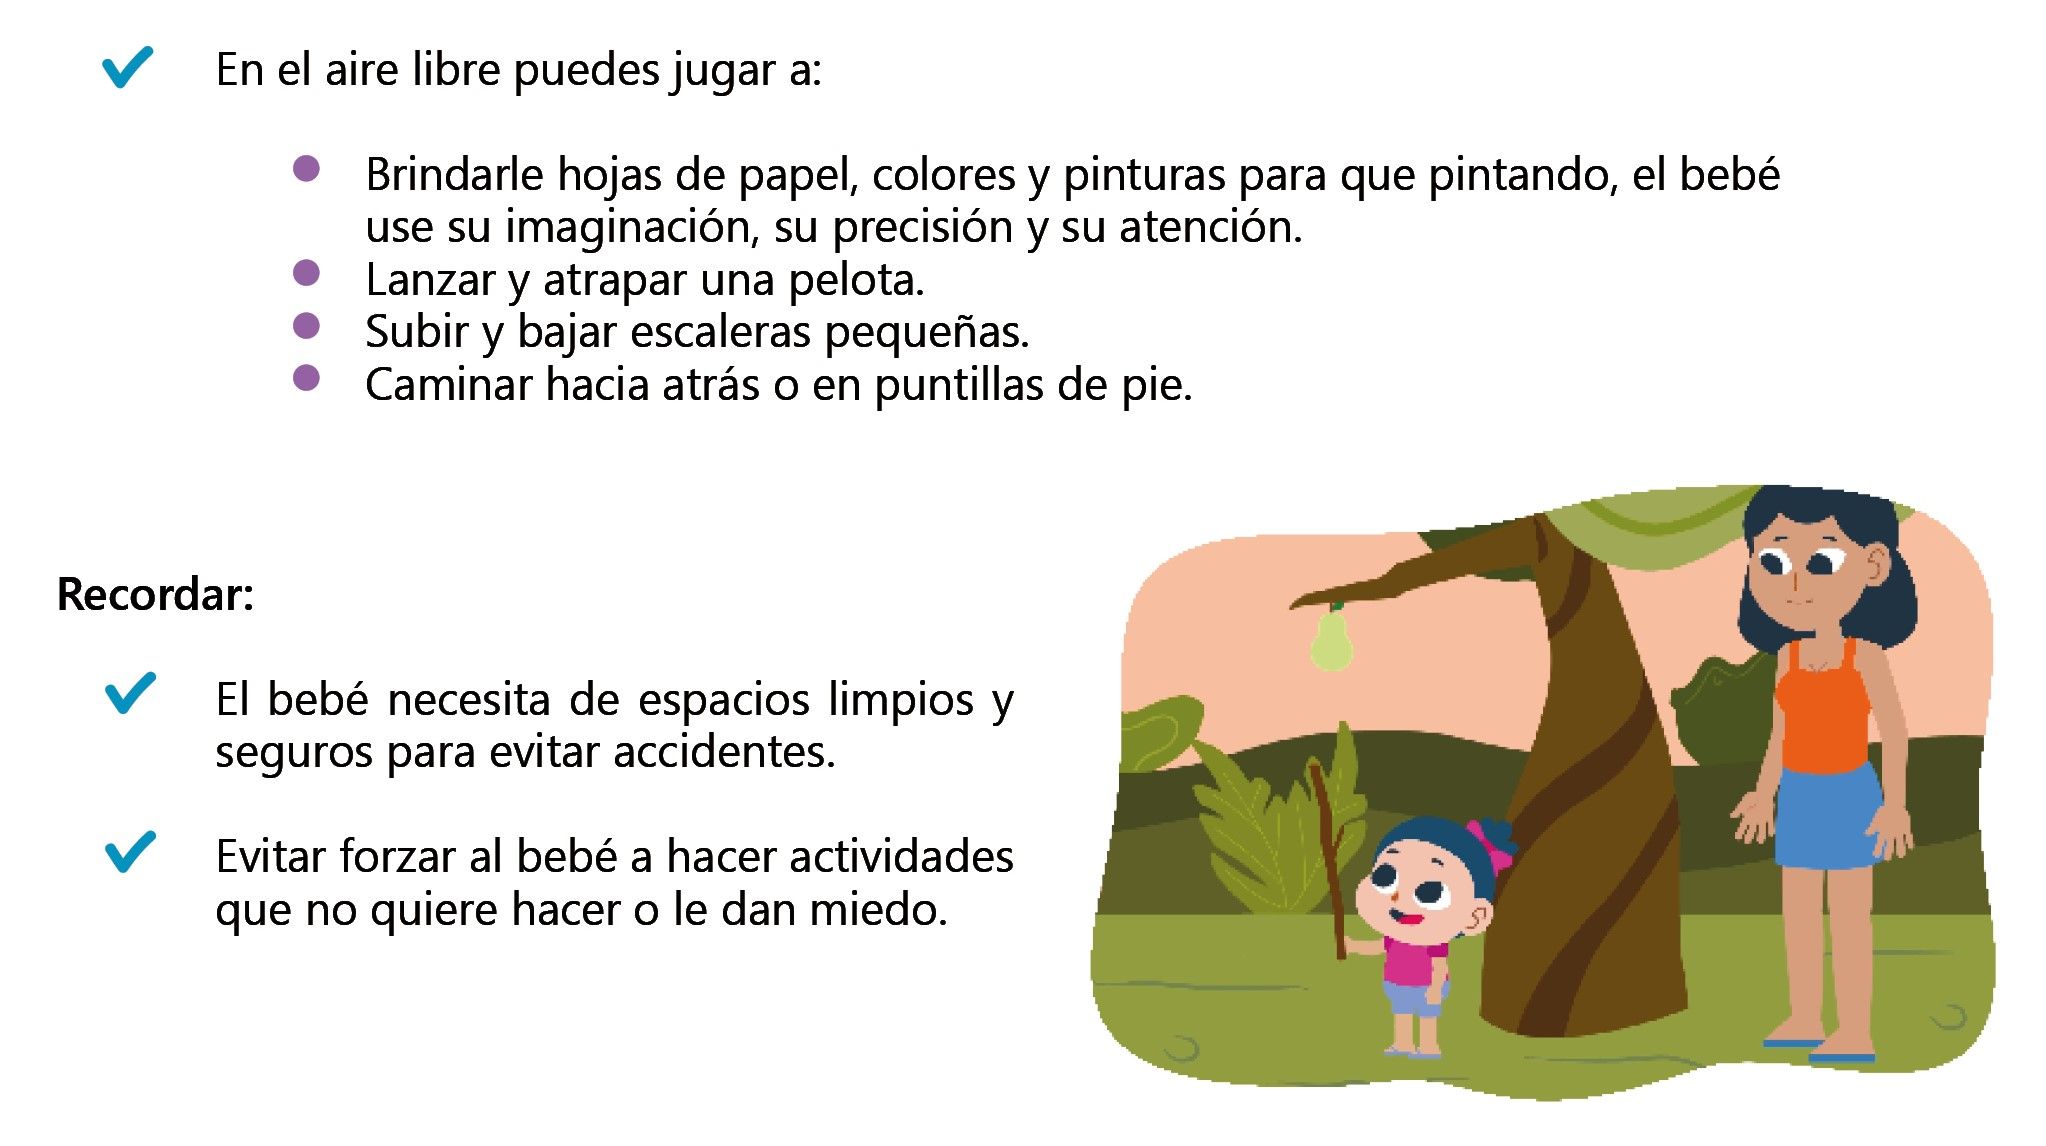 En el aire libre puedes jugar a:
Brindarle hojas de papel, colores y pinturas para que pintando, el bebé
use su imaginación, su precisión y su atención.
Lanzar y atrapar una pelota.
Subir y bajar escaleras pequeñas.
Caminar hacia atrás o en puntillas de pie.
Recordar:
El bebé necesita de espacios limpios y
seguros para evitar accidentes.
Evitar forzar al bebé a hacer actividades
que no quiere hacer o le dan miedo.